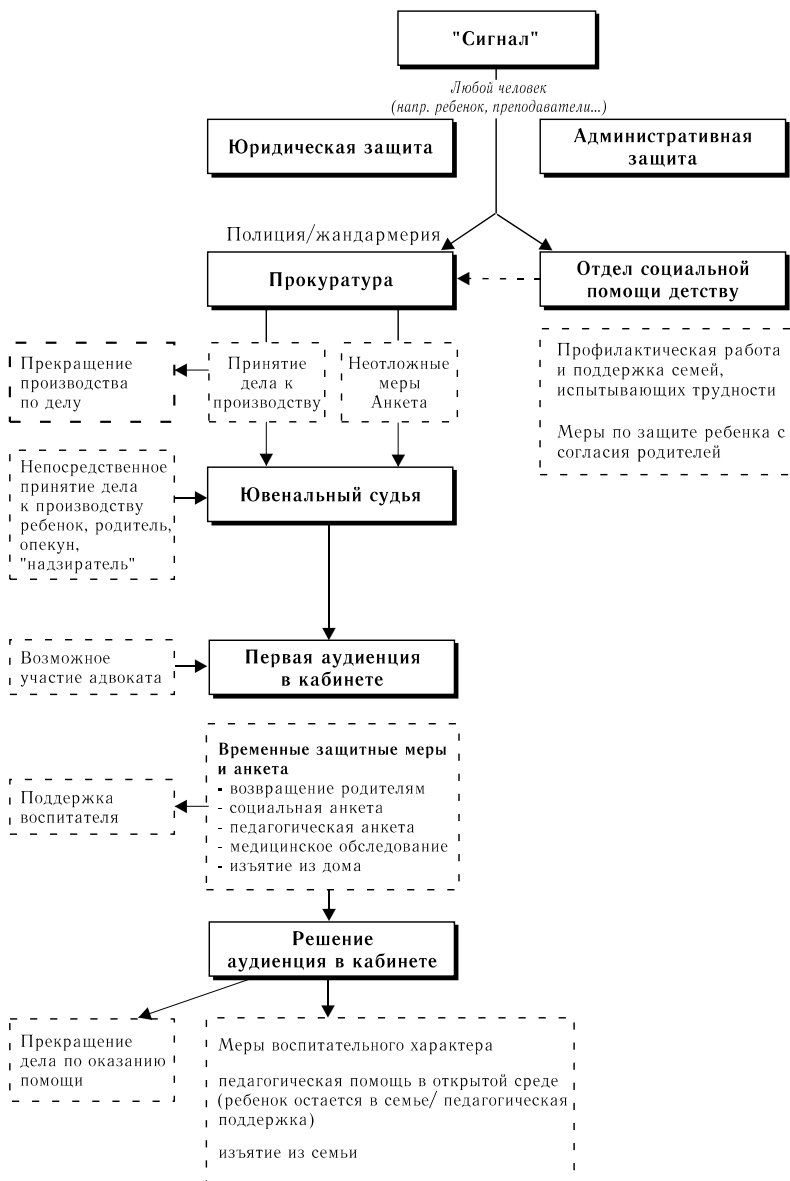 "Сигнал"
Любой человек
(напр. ребенок, преподаватели...)
Юридическая защита
Административная
защита
Полиция/жандармерия
Прокуратура
Отдел социальной
помощи детству
Прекращение
производства
по делу
Принятие
дела к
производству
Неотложные
меры
Анкета
Профилактическая работа
и поддержка семей,
испытывающих трудности
Меры по защите ребенка с
согласия родителей
Непосредственное
принятие дела
к производству
ребенок, родитель,
опекун,
"надзиратель"
Ювенальный судья
Возможное
участие адвоката
Первая аудиенция
в кабинете
Временные защитные меры
и анкета
- возвращение родителям
- социальная анкета
- педагогическая анкета
- медицинское обследование
- изъятие из дома
Поддержка
воспитателя
Решение
аудиенция в кабинете
Прекращение
дела по оказанию
помощи
Меры воспитательного характера
педагогическая помощь в открытой среде
(ребенок остается в семье/ педагогическая
поддержка)
изъятие из семьи